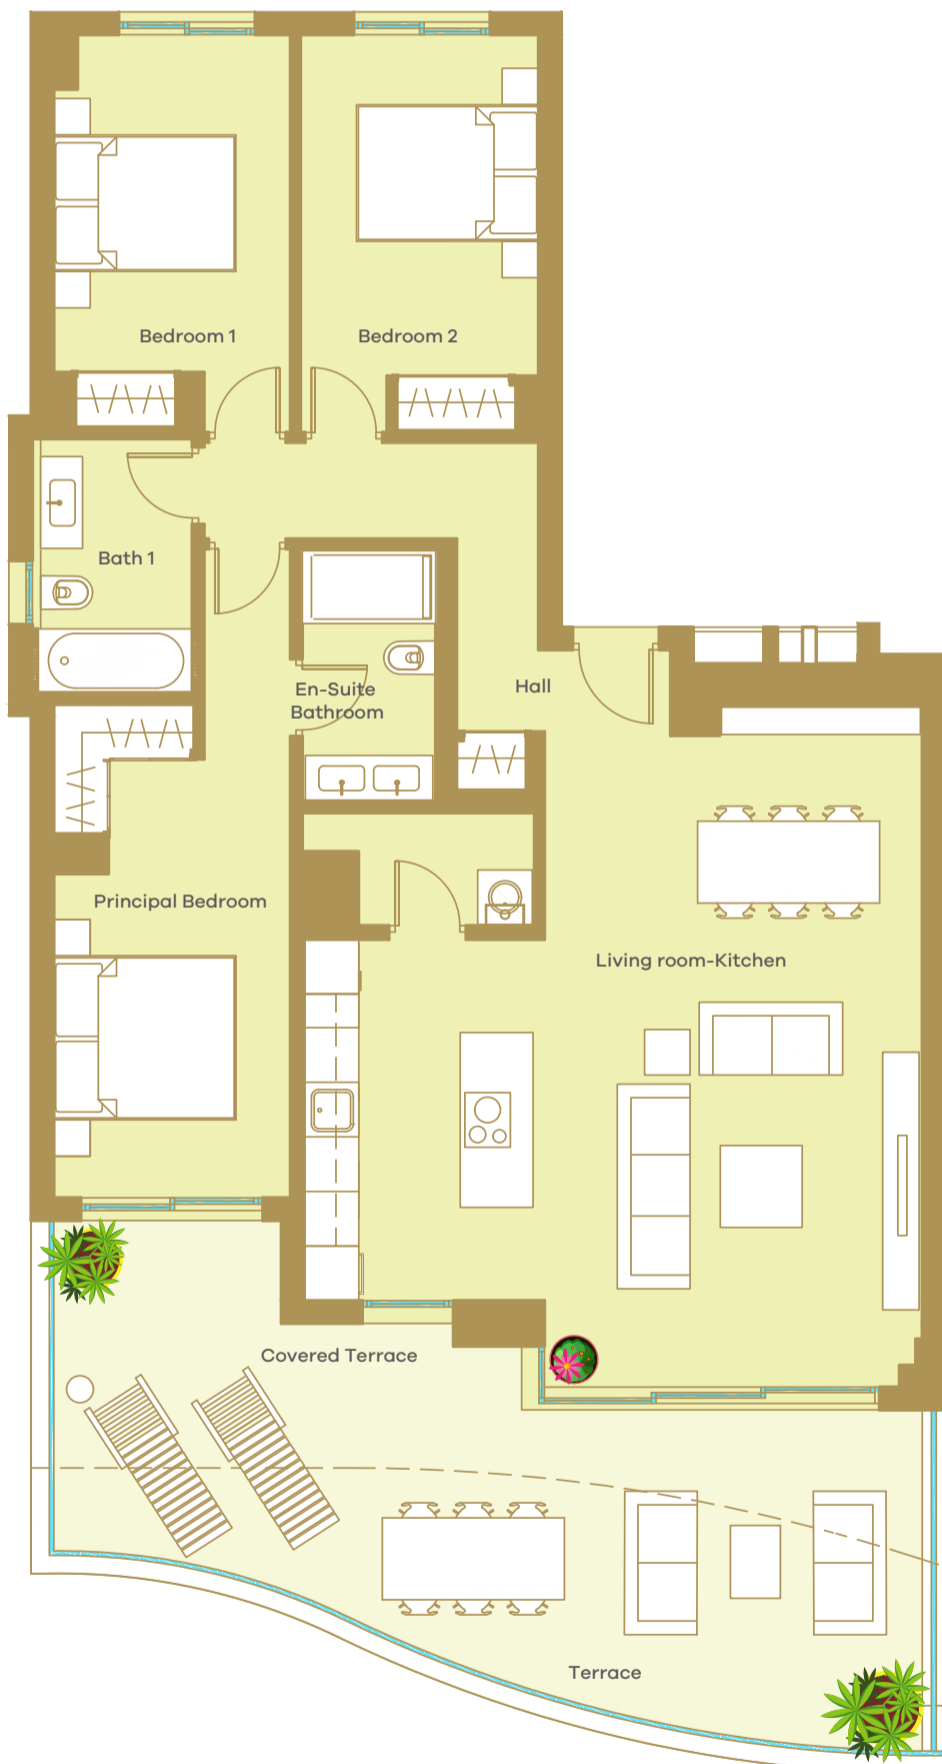 Bedroom 1
Bedroom 2
Bath 1
En-Suite
Bathroom
Hall
Principal Bedroom
Living room-Kitchen
Covered Terrace
Terrace